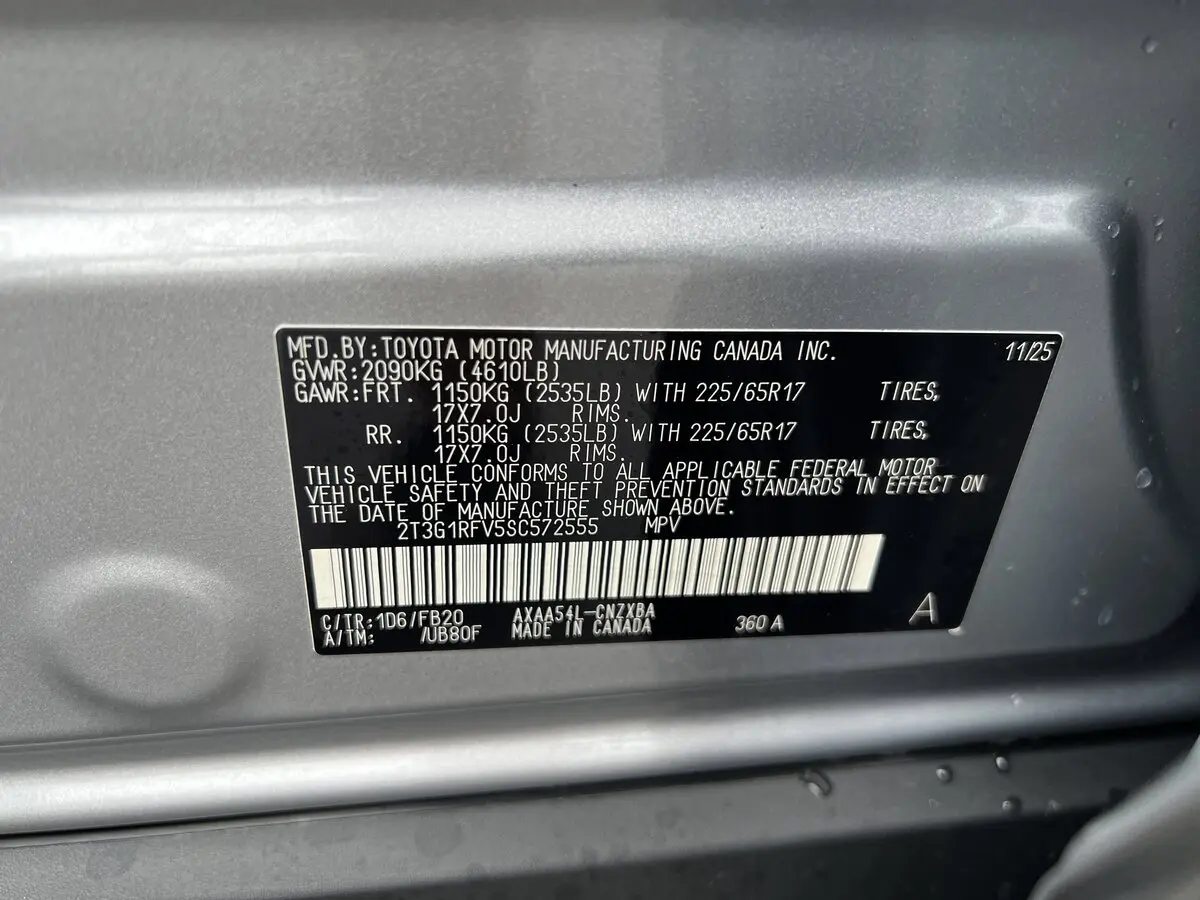 MFD.BY:TOYOTA MOTOR MANUFACTURING CANADA INC. 11/25
GVWR:2090KG (4610LB)
GAWR:FRT. 1150KG (2535LB) WITH 225/65R17 TIRES,
17X7.0J RIMS.
RR. 1150KG (2535LB) WITH 225/65R17 TIRES,
17X7.0J RIMS.
THIS VEHICLE CONFORMS TO ALL APPLICABLE FEDERAL MOTOR
VEHICLE SAFETY AND THEFT PREVENTION STANDARDS IN EFFECT ON
THE DATE OF MANUFACTURE SHOWN ABOVE.
2T3G1RFV5SC572555 MPV
C/TR:1D6/FB20 AXAA54L-CNZXBA
A/TM: /UB80F MADE IN CANADA 360 A A